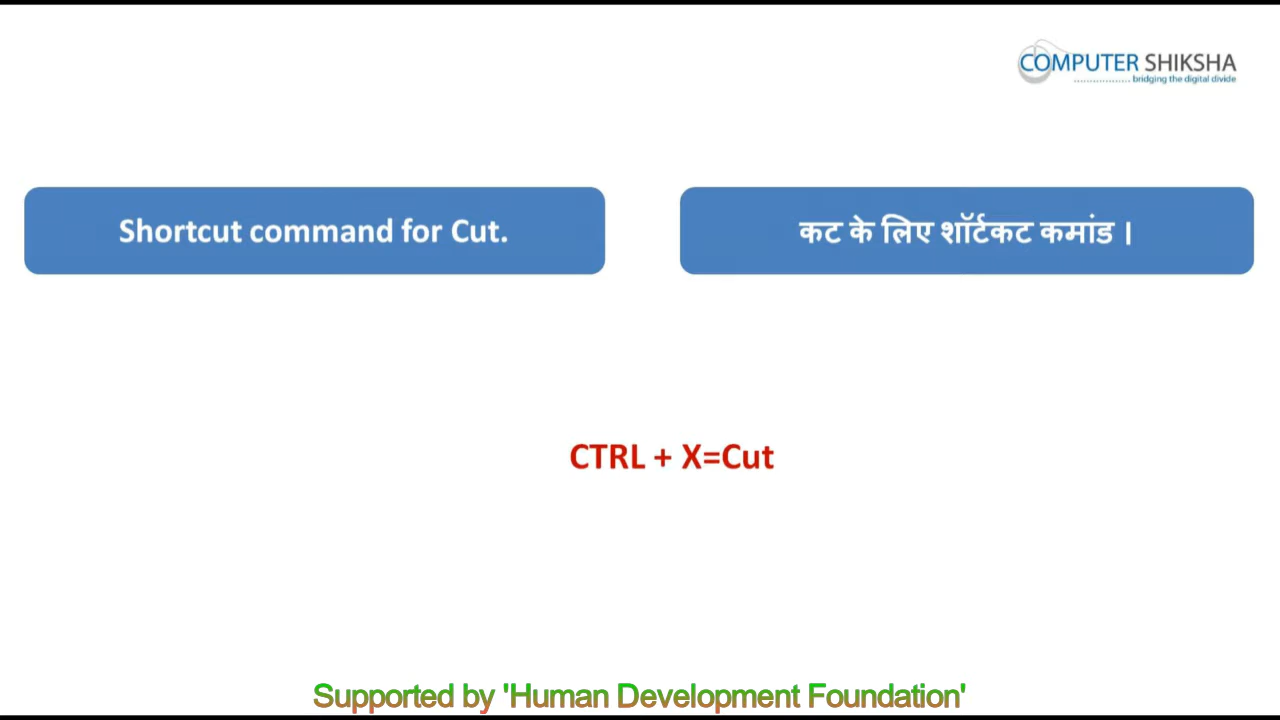 COMPUTER SHIKSHA
bridging the digital divide
Shortcut command for Cut.
कट के लिए शॉर्टकट कमांड ।
CTRL + X=Cut
Supported by 'Human Development Foundation'